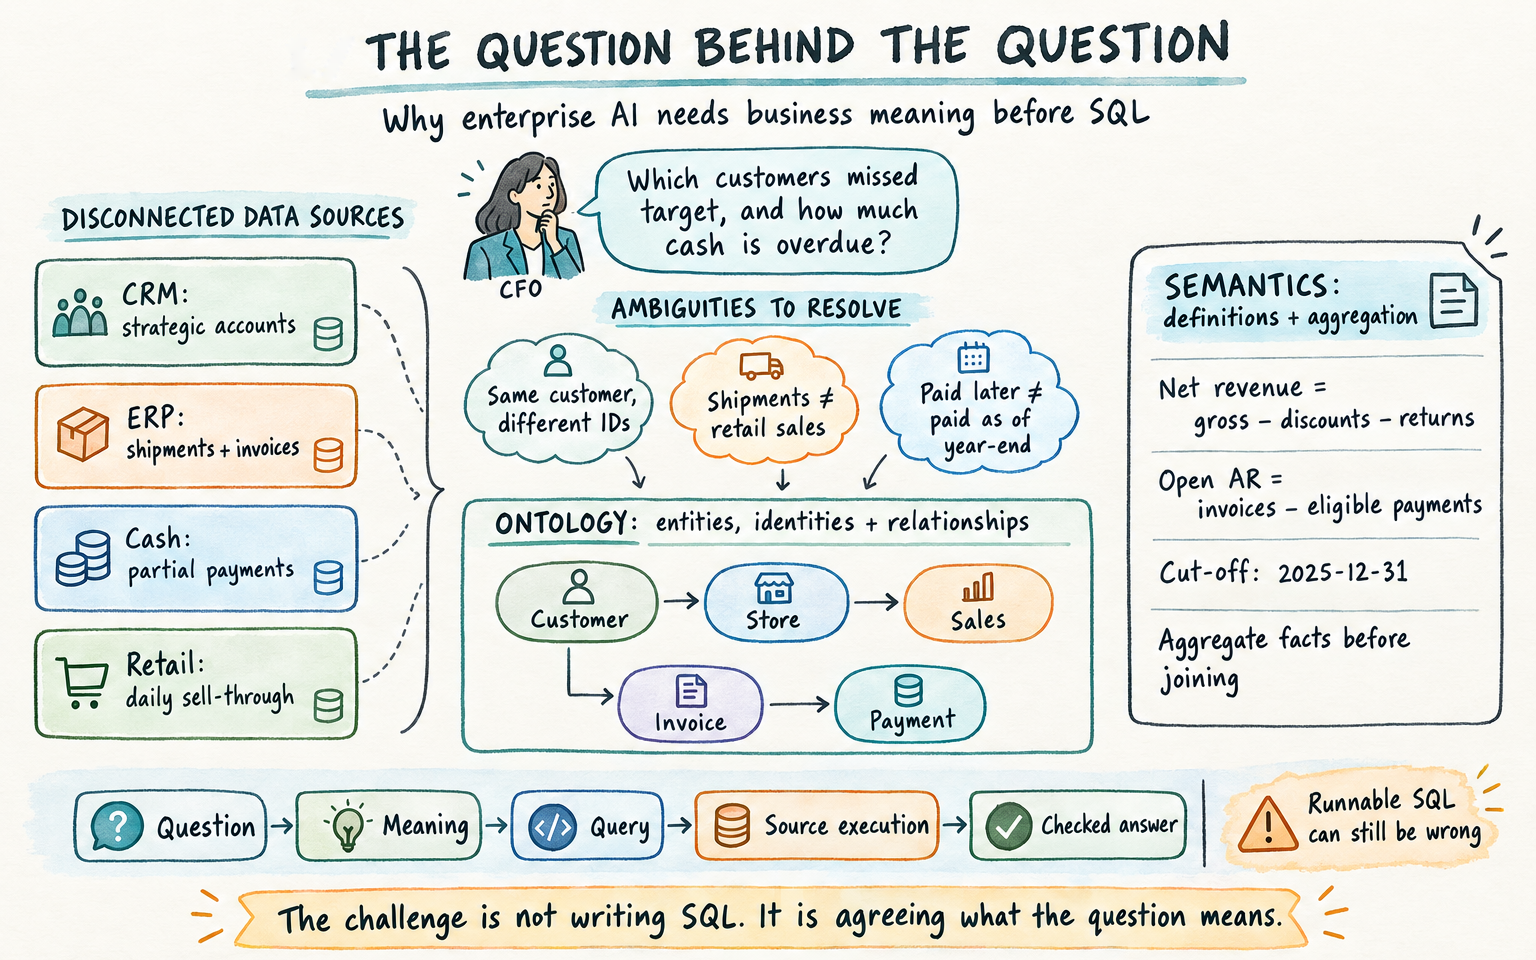 THE QUESTION BEHIND THE QUESTION
Why enterprise AI needs business meaning before SQL
Which customers missed
target, and how much
cash is overdue?
CFO
DISCONNECTED DATA SOURCES
CRM:
strategic accounts
ERP:
shipments + invoices
Cash:
partial payments
Retail:
daily sell-through
AMBIGUITIES TO RESOLVE
Same customer,
different IDs
Shipments ≠
retail sales
Paid later ≠
paid as of
year-end
ONTOLOGY: entities, identities + relationships
Customer
Store
Sales
Invoice
Payment
SEMANTICS:
definitions + aggregation
Net revenue =
gross – discounts – returns
Open AR =
invoices – eligible payments
Cut-off: 2025-12-31
Aggregate facts before
joining
?
Question
Meaning
</>
Query
Source execution
Checked answer
!
Runnable SQL
can still be wrong
The challenge is not writing SQL. It is agreeing what the question means.